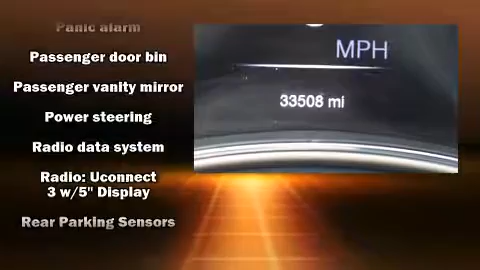 Panic alarm
Passenger door bin
Passenger vanity mirror
Power steering
Radio data system
Radio: Uconnect
3 w/5" Display
Rear Parking Sensors
MPH
33508 mi